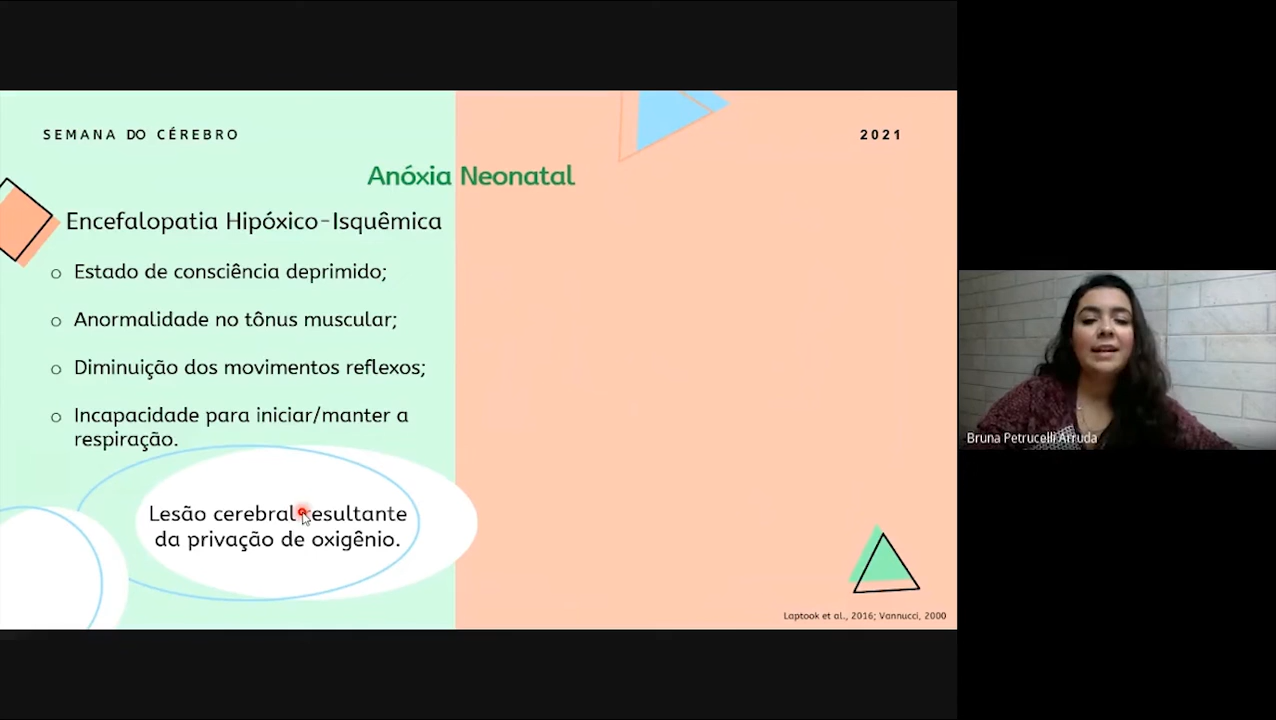 SEMANA DO CÉREBRO
2021
Anóxia Neonatal
Encefalopatia Hipóxico-Isquêmica
o Estado de consciência deprimido;
o Anormalidade no tônus muscular;
o Diminuição dos movimentos reflexos;
o Incapacidade para iniciar/manter a
respiração.
Lesão cerebral resultante
da privação de oxigênio.
Laptook et al., 2016; Vannucci, 2000
Bruna Petrucelli Arruda